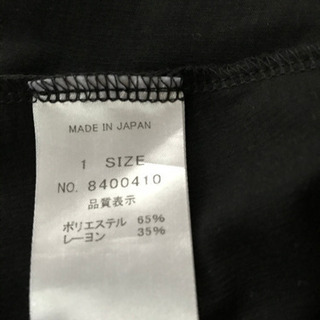 MADE IN JAPAN
1 SIZE
NO. 8400410
品質表示
ポリエステル 65%
レーヨン 35%